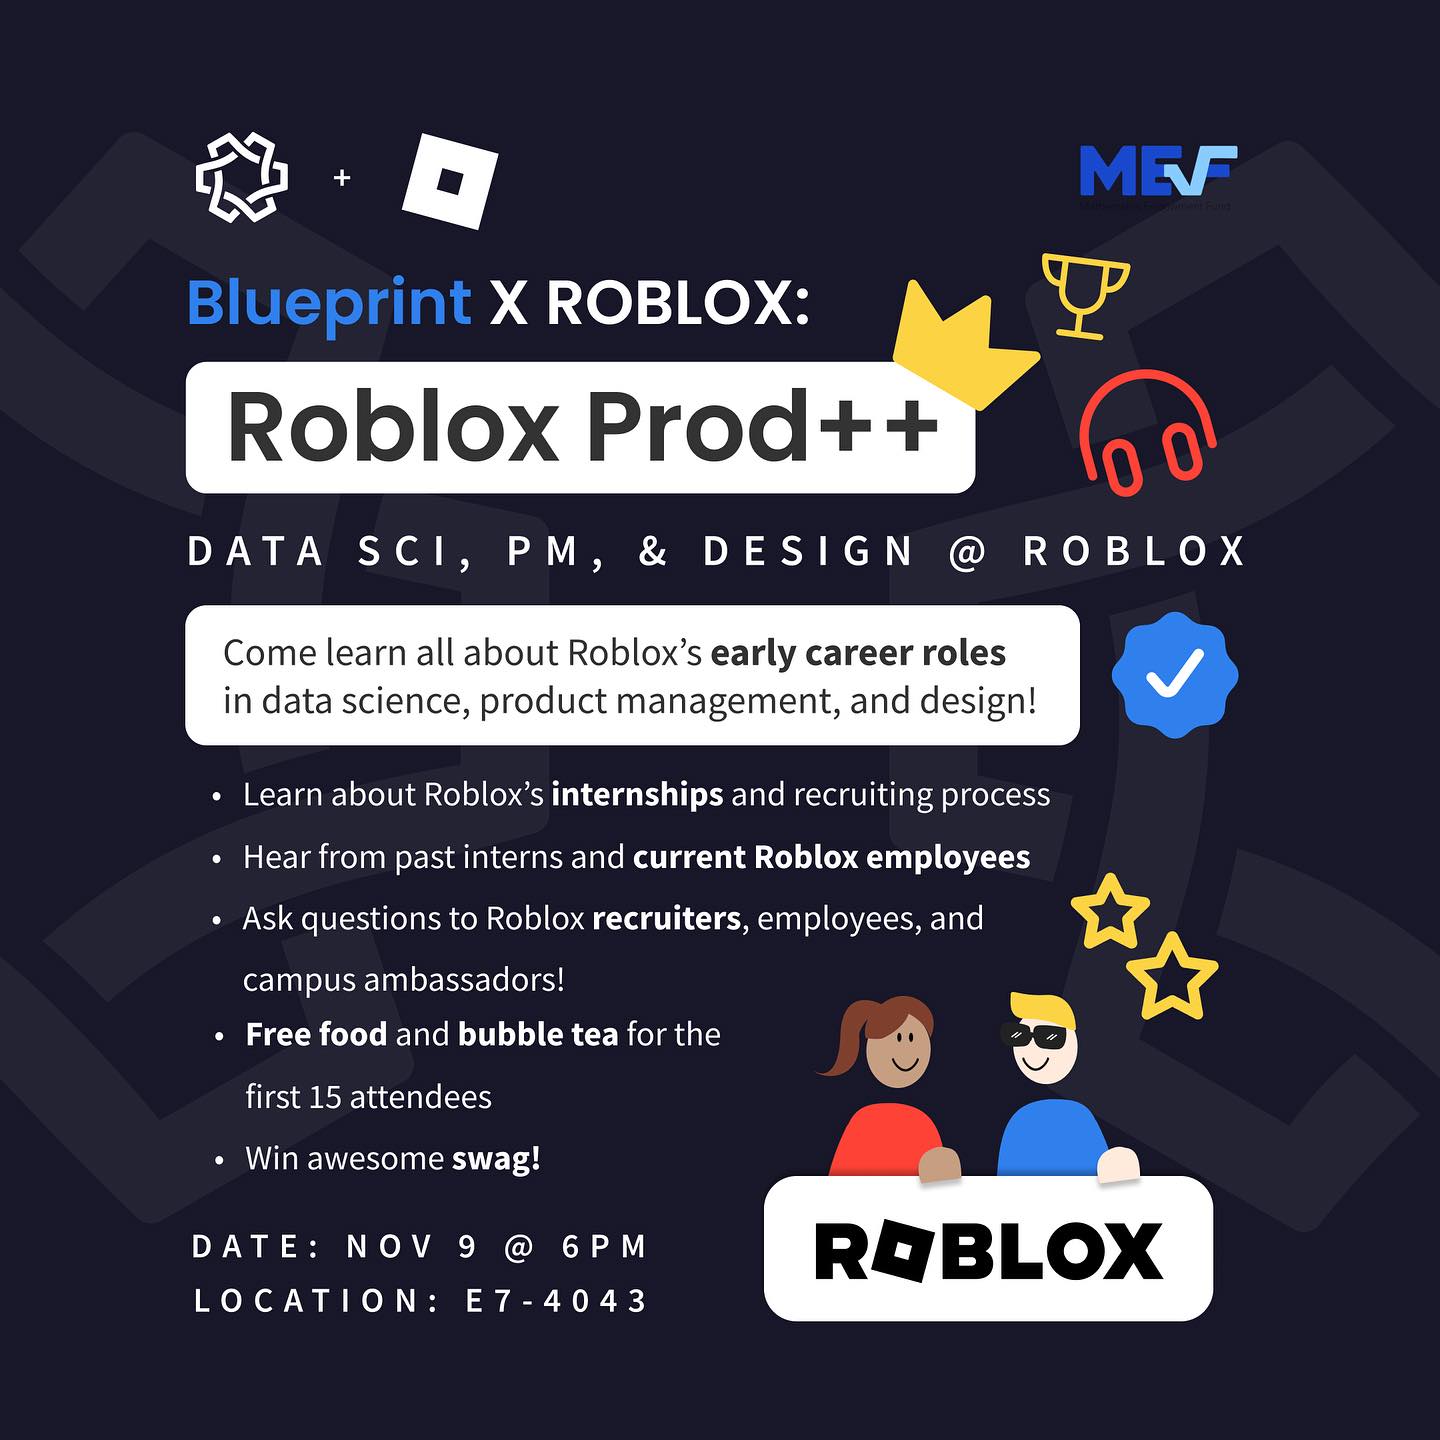 +
MEF
Mathematics Endowment Fund
Blueprint X ROBLOX:
Roblox Prod++
DATA SCI, PM, & DESIGN @ ROBLOX
Come learn all about Roblox’s early career roles
in data science, product management, and design!
• Learn about Roblox’s internships and recruiting process
• Hear from past interns and current Roblox employees
• Ask questions to Roblox recruiters, employees, and
campus ambassadors!
• Free food and bubble tea for the
first 15 attendees
• Win awesome swag!
DATE: NOV 9 @ 6PM
LOCATION: E7-4043
ROBLOX